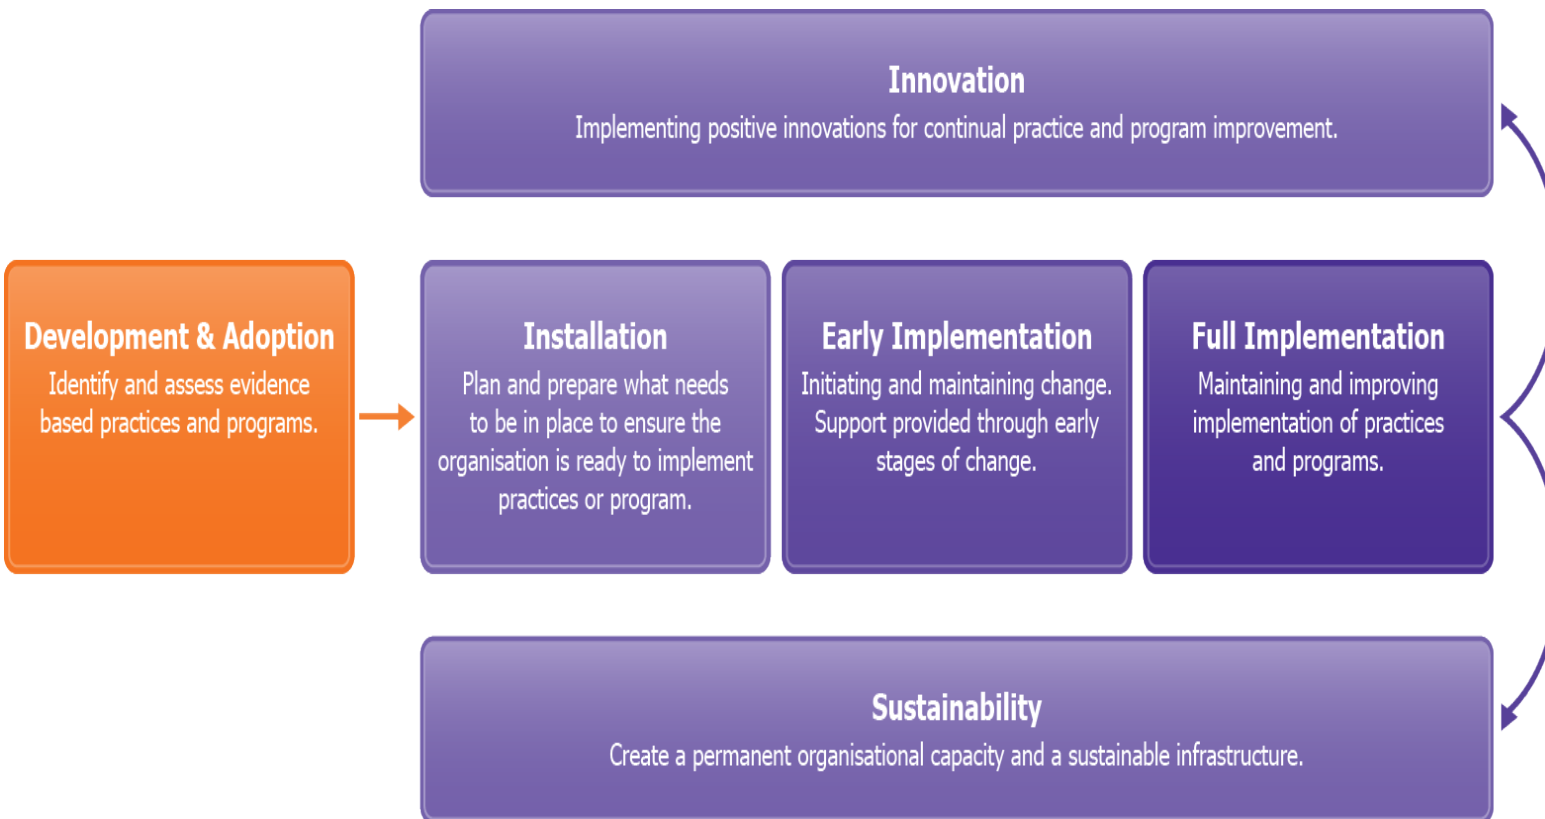 Innovation
Implementing positive innovations for continual practice and program improvement.
Development & Adoption
Identify and assess evidence
based practices and programs.
Installation
Plan and prepare what needs
to be in place to ensure the
organisation is ready to implement
practices or program.
Early Implementation
Initiating and maintaining change.
Support provided through early
stages of change.
Full Implementation
Maintaining and improving
implementation of practices
and programs.
Sustainability
Create a permanent organisational capacity and a sustainable infrastructure.